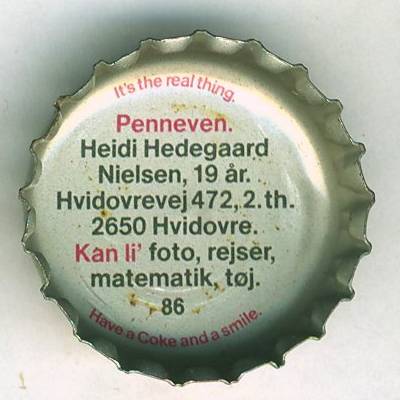 It's the real thing.
Penneven.
Heidi Hedegaard
Nielsen, 19 år.
Hvidovrevej 472, 2.th.
2650 Hvidovre.
Kan li' foto, rejser,
matematik, tøj.
86
Have a Coke and a smile.